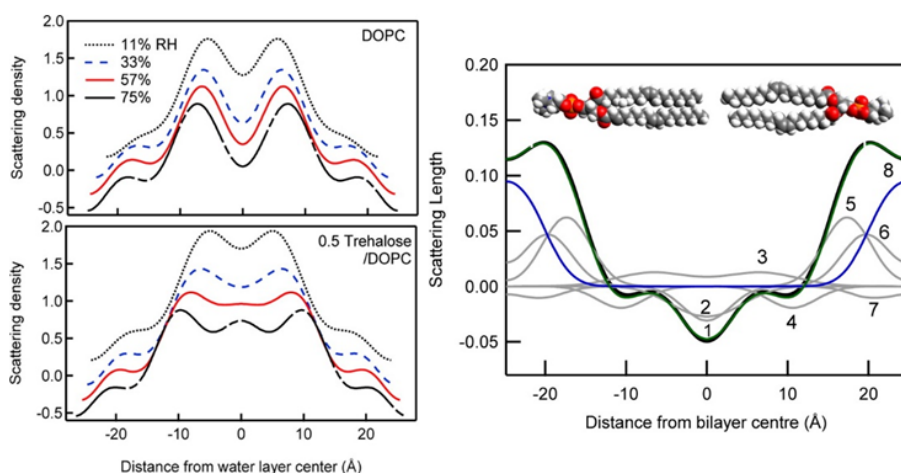 2.0
1.5
1.0
0.5
0.0
-0.5
Scattering density
11% RH
33%
57%
75%
DOPC
2.0
1.5
1.0
0.5
0.0
-0.5
Scattering density
0.5 Trehalose
/DOPC
-20 -10 0 10 20
Distance from water layer center (Å)
0.20
0.15
0.10
0.05
0.00
-0.05
Scattering Length
8
5
6
3
2
1
4
7
-20 -10 0 10 20
Distance from bilayer centre (Å)